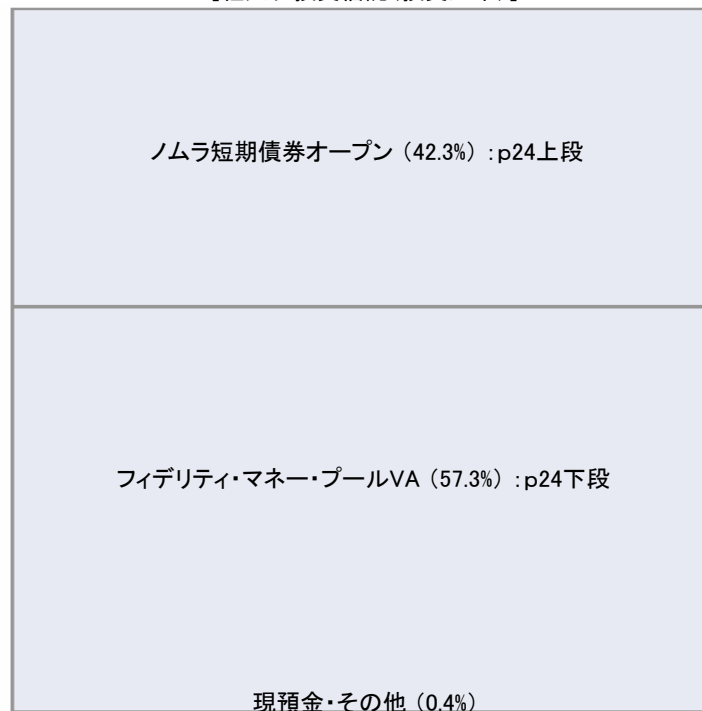 ノムラ短期債券オープン (42.3%) :p24上段
フィデリティ・マネー・プールVA (57.3%) :p24下段
現預金・その他 (0.4%)